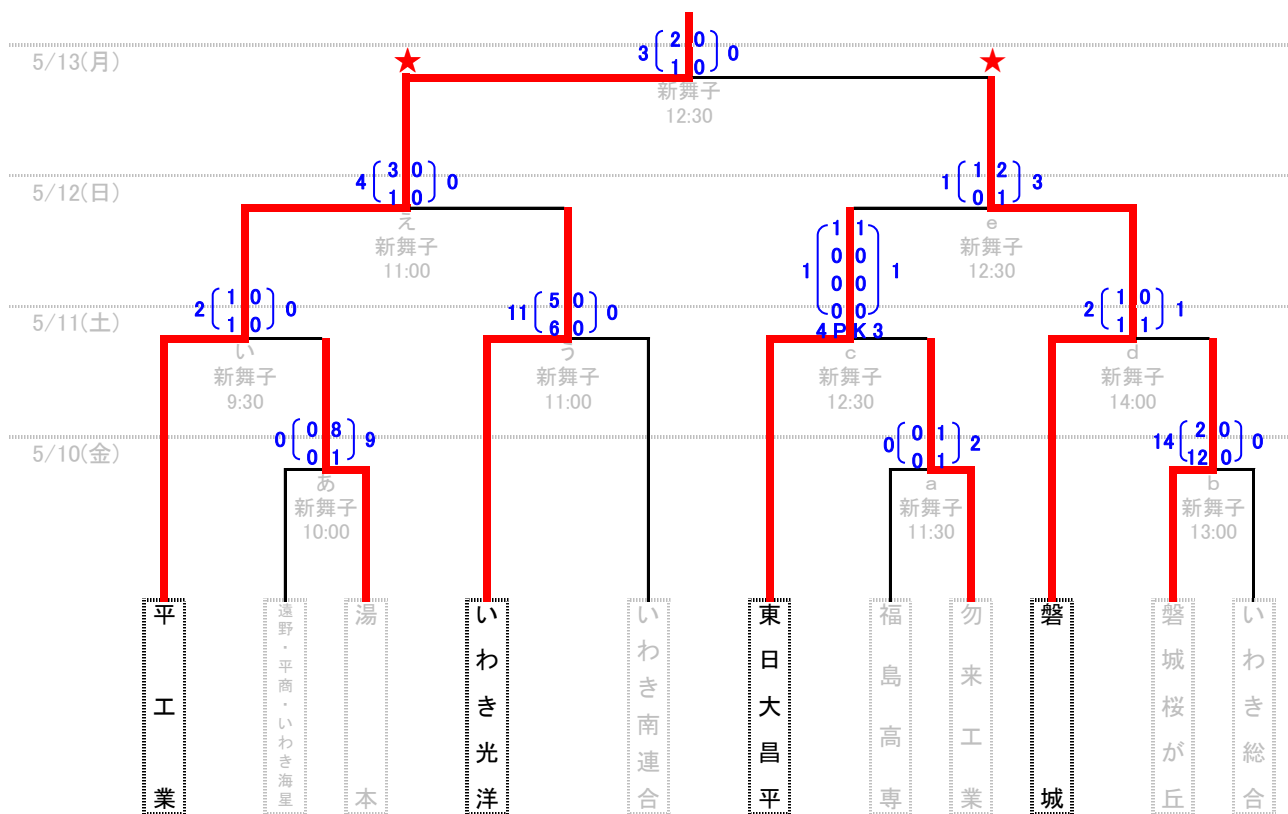 5/13(月)
★
★
3 2 0 0
1 0
新舞子
12:30
5/12(日)
4 3 0 0
1 0
え
新舞子
11:00
1 1 2 3
0 1
e
新舞子
12:30
5/11(土)
2 1 0 0
1 0
い
新舞子
9:30
11 5 0 0
6 0
う
新舞子
11:00
1 1
0 0
1 1
0 0
0 0
4 P K 3
c
新舞子
12:30
2 1 0 1
1 1
d
新舞子
14:00
5/10(金)
0 0 8 9
0 1
あ
新舞子
10:00
0 0 1 2
0 1
a
新舞子
11:30
14 2 0 0
12 0
b
新舞子
13:00
平工業
遠野・平商・いわき海星
湯本
いわき光洋
いわき南連合
東日大昌平
福島高専
勿来工業
磐城
磐城桜が丘
いわき総合